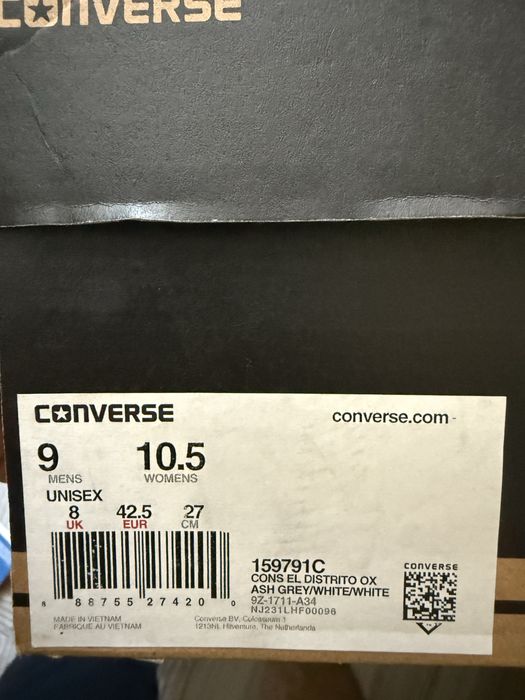 CONVERSE
CONVERSE
converse.com
9 10.5
MENS WOMENS
UNISEX
8 42.5 27
UK EUR CM
159791C
CONS EL DISTRITO OX
ASH GREY/WHITE/WHITE
9Z-1711-A34
NJ231LHF00096
CONVERSE
8 88755 27420 0
MADE IN VIETNAM
FABRIQUE AU VIETNAM
Converse BV, Colosseum 1
1213NL Hilversum, The Netherlands